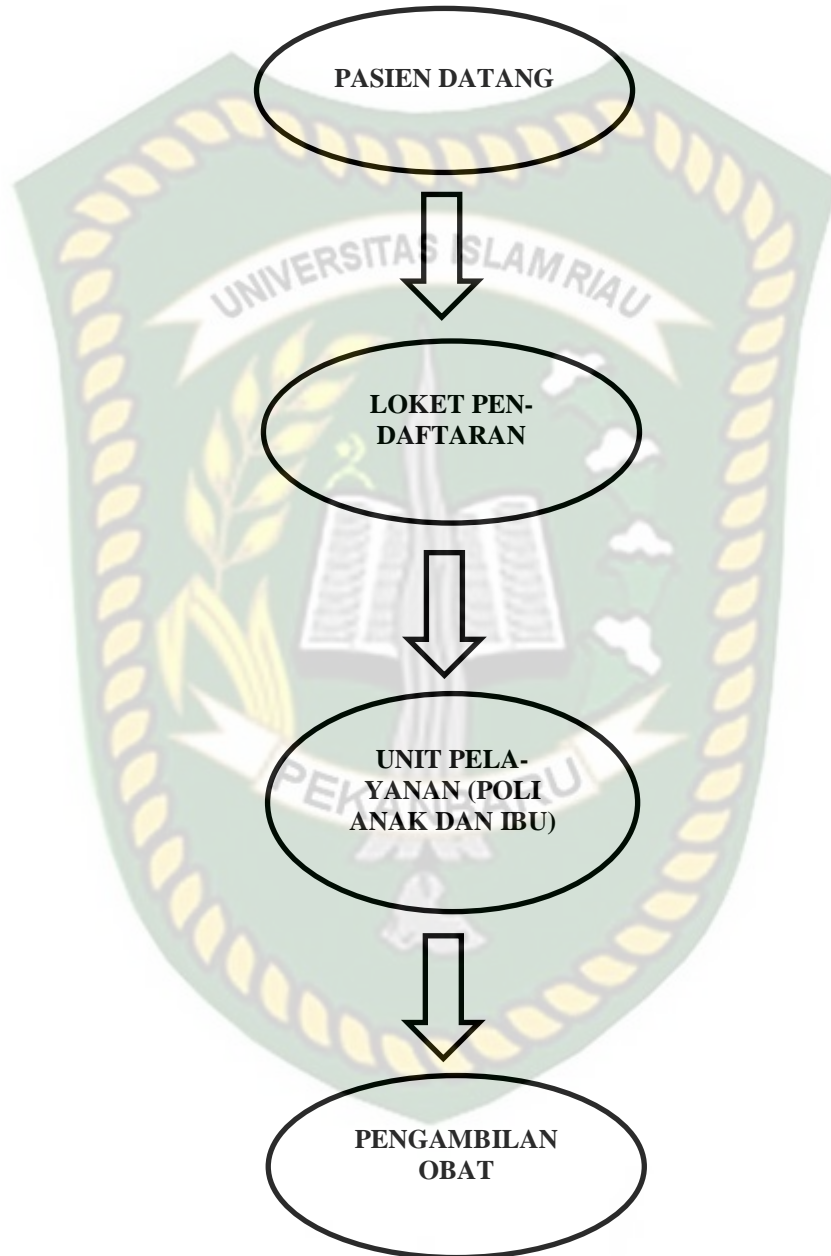 PASIEN DATANG
UNIVERSITAS ISLAM RIAU
LOKET PEN-
DAFTARAN
UNIT PELA-
YANAN (POLI
ANAK DAN IBU)
PEKANBARU
PENGAMBILAN
OBAT